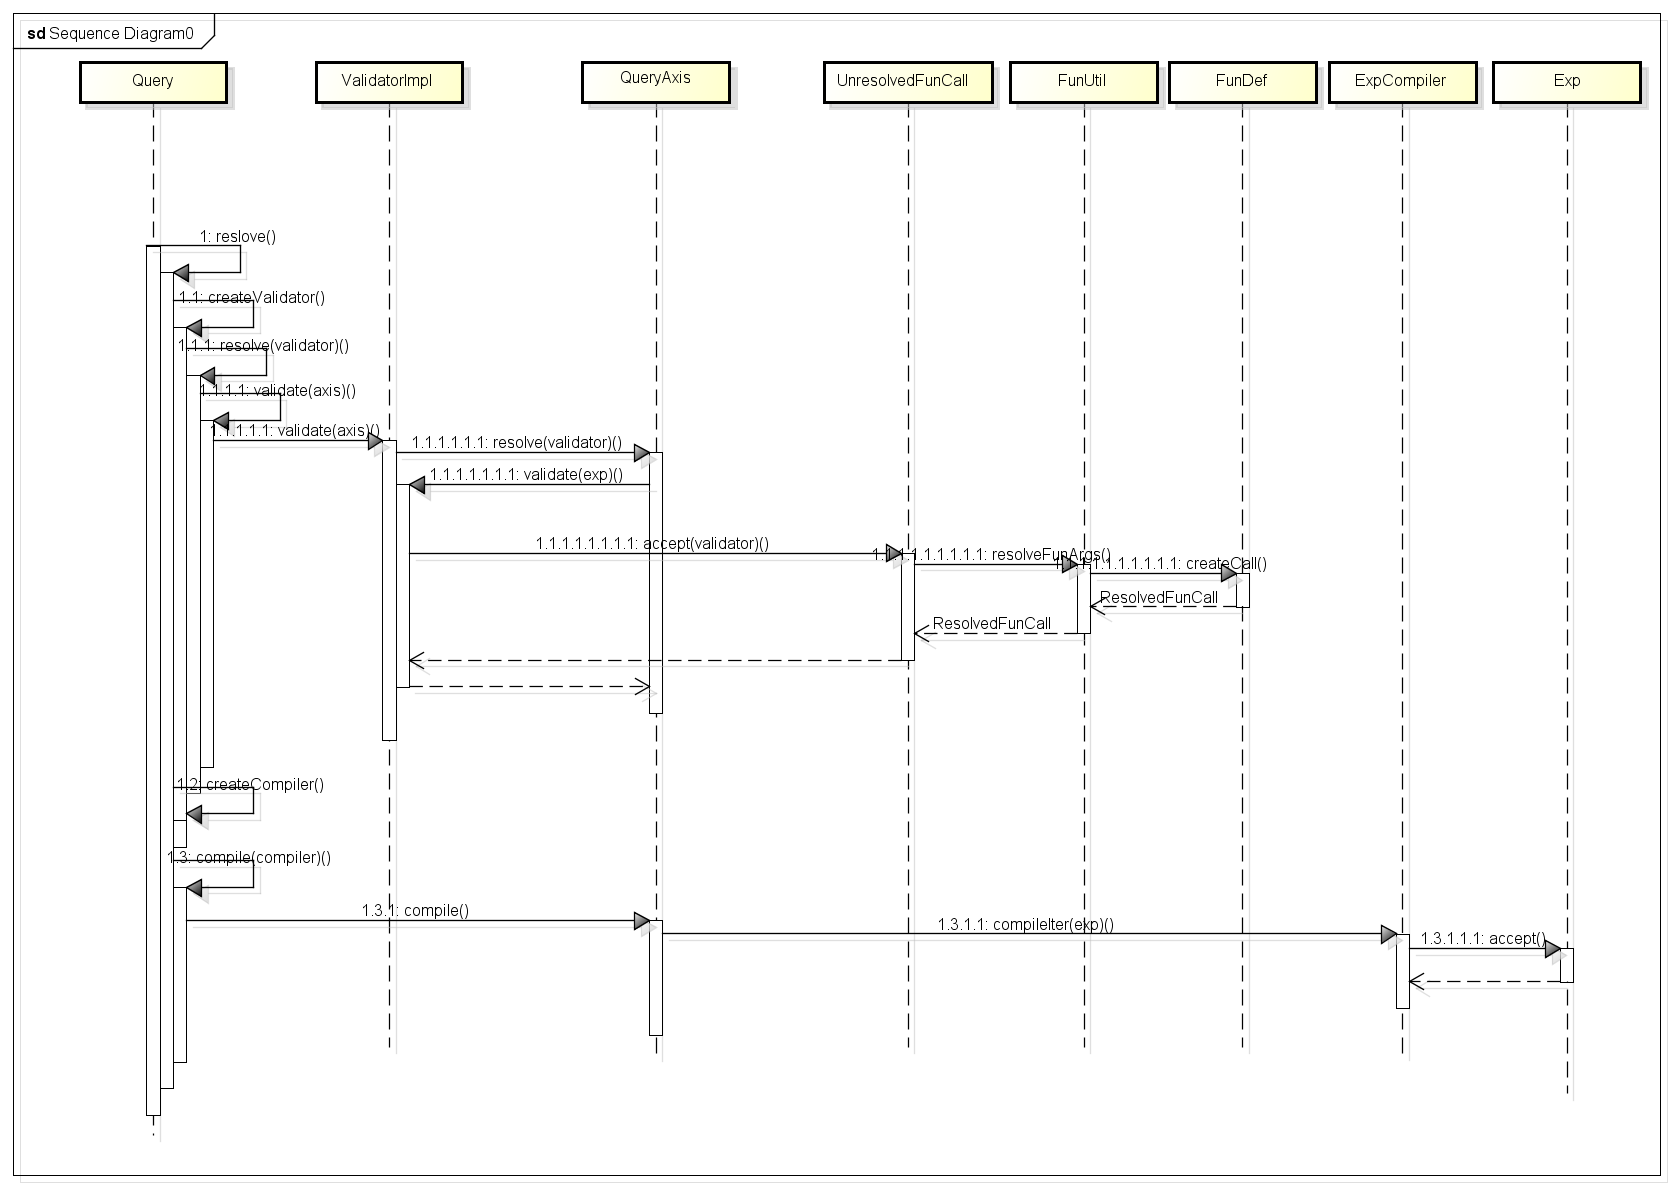 sd Sequence Diagram0
Query
ValidatorImpl
QueryAxis
UnresolvedFunCall
FunUtil
FunDef
ExpCompiler
Exp
1: reslove()
1.1: createValidator()
1.1.1: resolve(validator)()
1.1.1.1: validate(axis)()
1.1.1.1.1: validate(axis)()
1.1.1.1.1.1: resolve(validator)()
1.1.1.1.1.1.1: validate(exp)()
1.1.1.1.1.1.1.1: accept(validator)()
1.1.1.1.1.1.1.1.1: resolveFunArgs()
1.1.1.1.1.1.1.1.1.1: createCall()
ResolvedFunCall
ResolvedFunCall
1.2: createCompiler()
1.3: compile(compiler)()
1.3.1: compile()
1.3.1.1: compileIter(exp)()
1.3.1.1.1: accept()